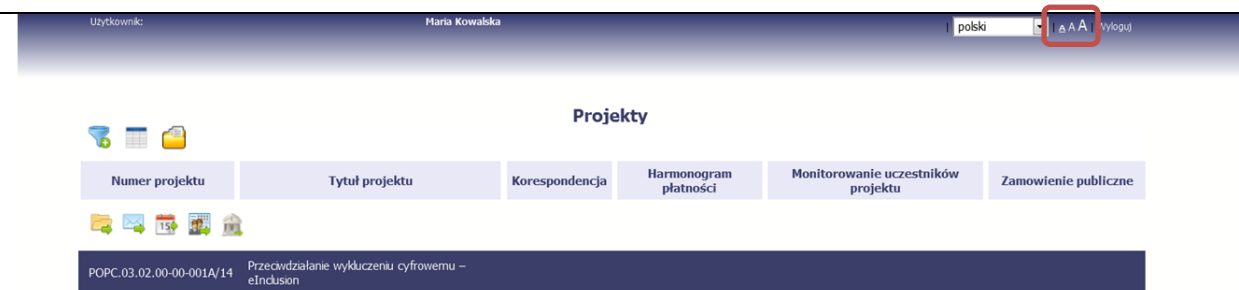 Użytkownik: Maria Kowalska | polski | A A A | Wyloguj
Projekty
Numer projektu Tytuł projektu Korespondencja Harmonogram płatności Monitorowanie uczestników projektu Zamowienie publiczne
15
POPC.03.02.00-00-001A/14 Przeciwdziałanie wykluczeniu cyfrowemu –
eInclusion